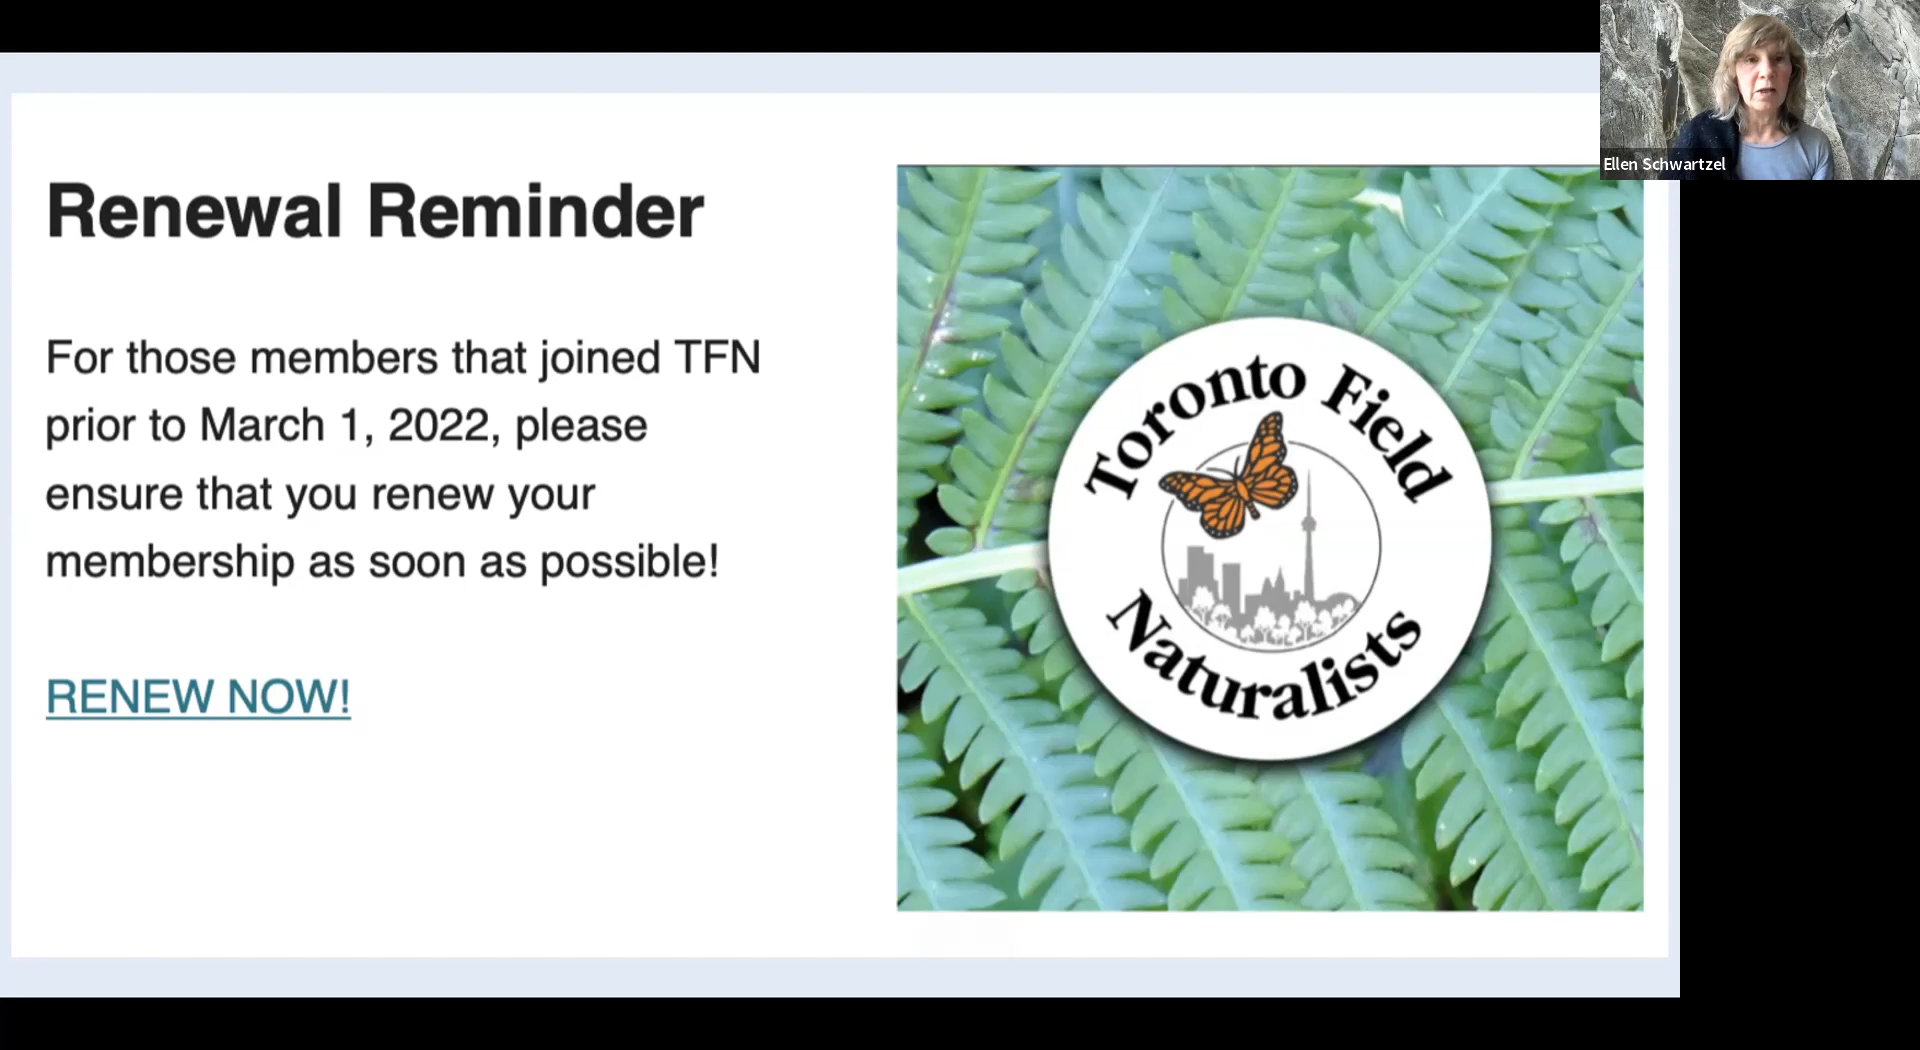 Renewal Reminder
For those members that joined TFN
prior to March 1, 2022, please
ensure that you renew your
membership as soon as possible!
RENEW NOW!
Toronto Field
Naturalists
Ellen Schwartzel